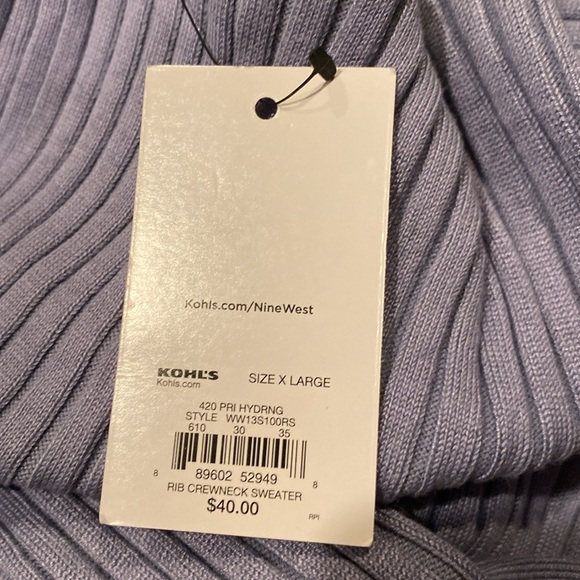 Kohls.com/NineWest
KOHL'S SIZE X LARGE
Kohls.com
420 PRI HYDRNG
STYLE WW13S100RS
610 30 35
8 89602 52949 8
RIB CREWNECK SWEATER
$40.00
RPI